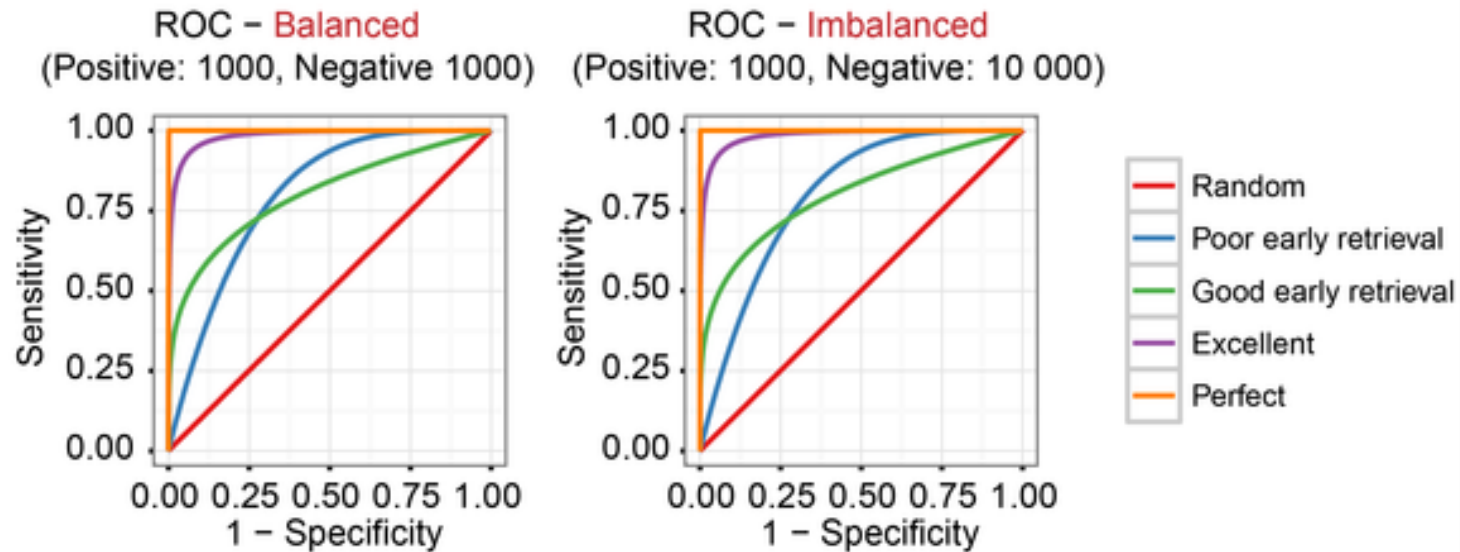 ROC − Balanced
(Positive: 1000, Negative 1000)
1.00
0.75
0.50
0.25
0.00
Sensitivity
0.00 0.25 0.50 0.75 1.00
1 − Specificity
ROC − Imbalanced
(Positive: 1000, Negative: 10 000)
1.00
0.75
0.50
0.25
0.00
Sensitivity
0.00 0.25 0.50 0.75 1.00
1 − Specificity
Random
Poor early retrieval
Good early retrieval
Excellent
Perfect